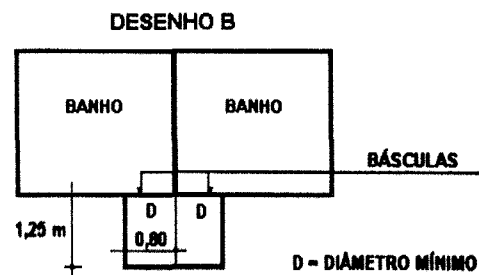 DESENHO B
BANHO BANHO
BÁSCULAS
D D
1,25 m
0,80
D = DIÂMETRO MÍNIMO